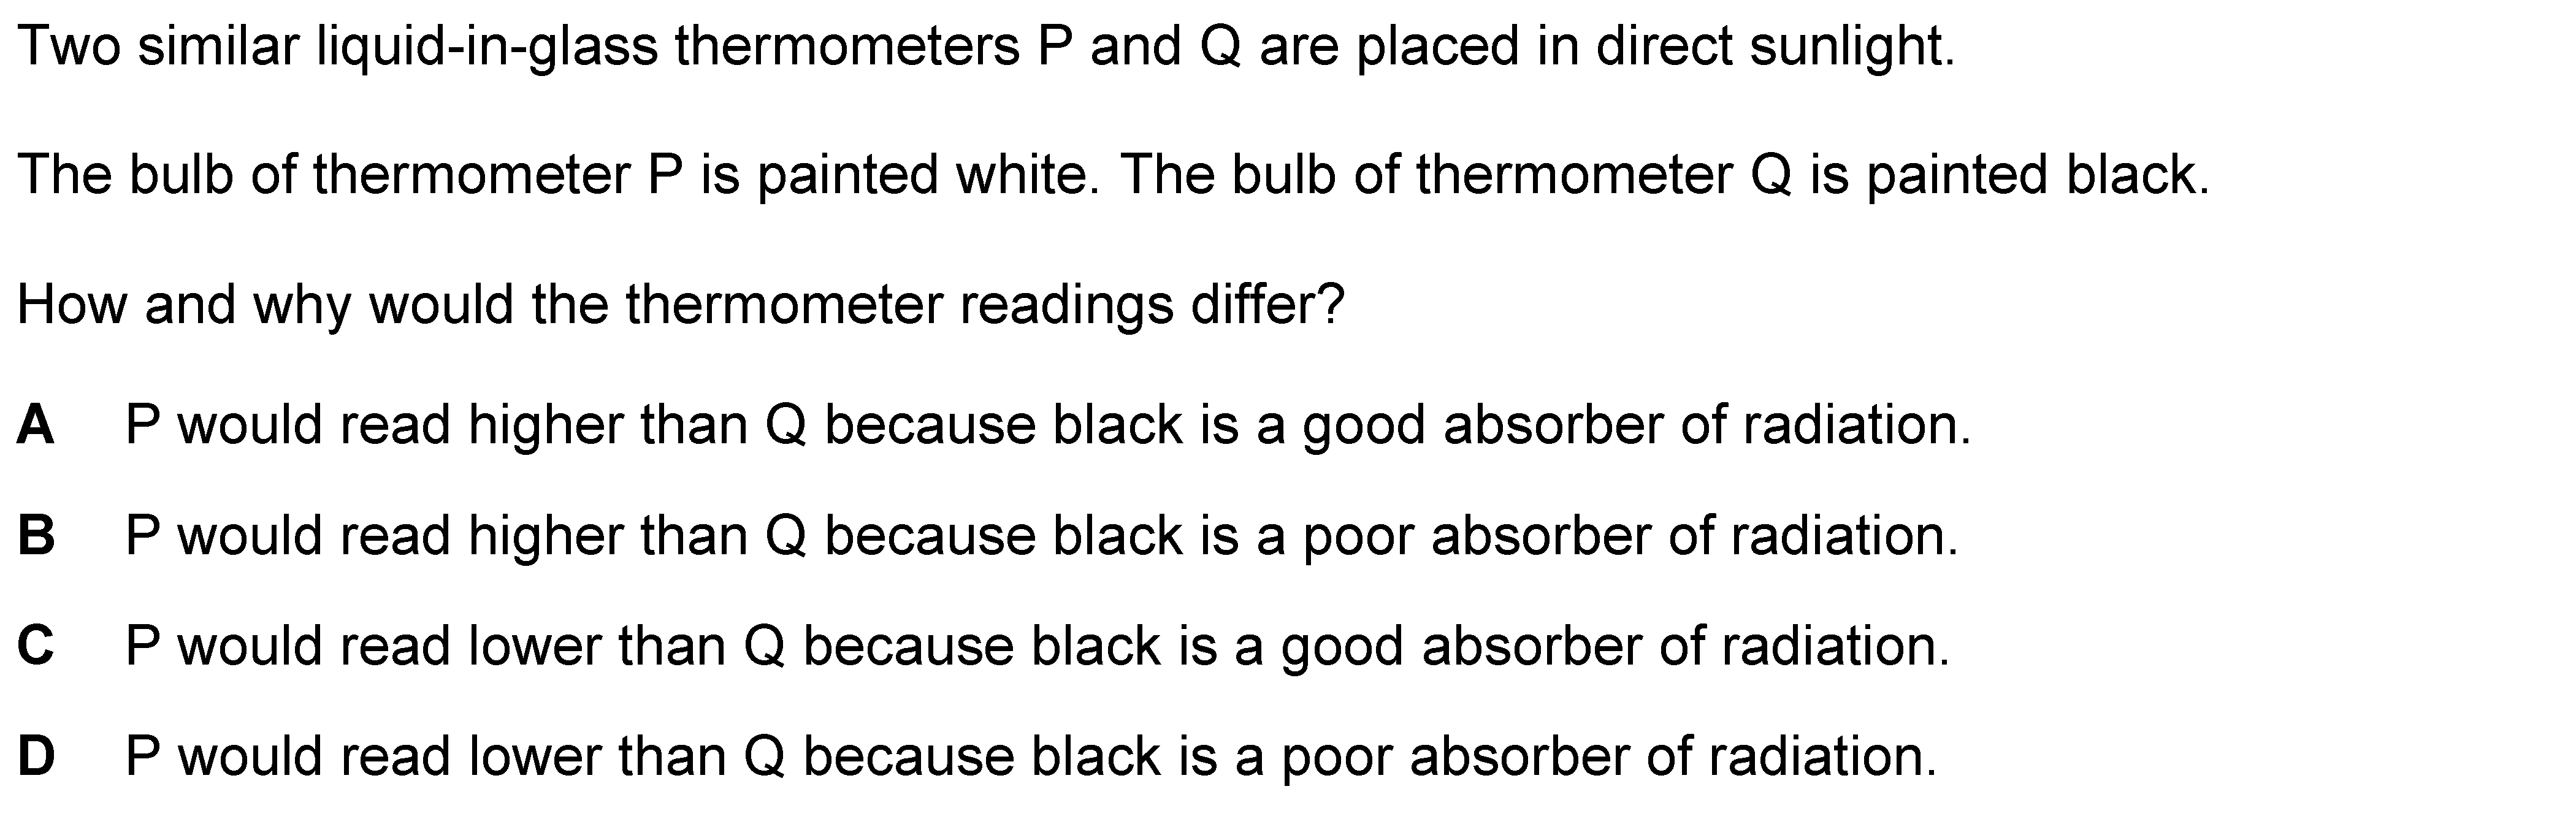 Two similar liquid-in-glass thermometers P and Q are placed in direct sunlight.
The bulb of thermometer P is painted white. The bulb of thermometer Q is painted black.
How and why would the thermometer readings differ?
A P would read higher than Q because black is a good absorber of radiation.
B P would read higher than Q because black is a poor absorber of radiation.
C P would read lower than Q because black is a good absorber of radiation.
D P would read lower than Q because black is a poor absorber of radiation.